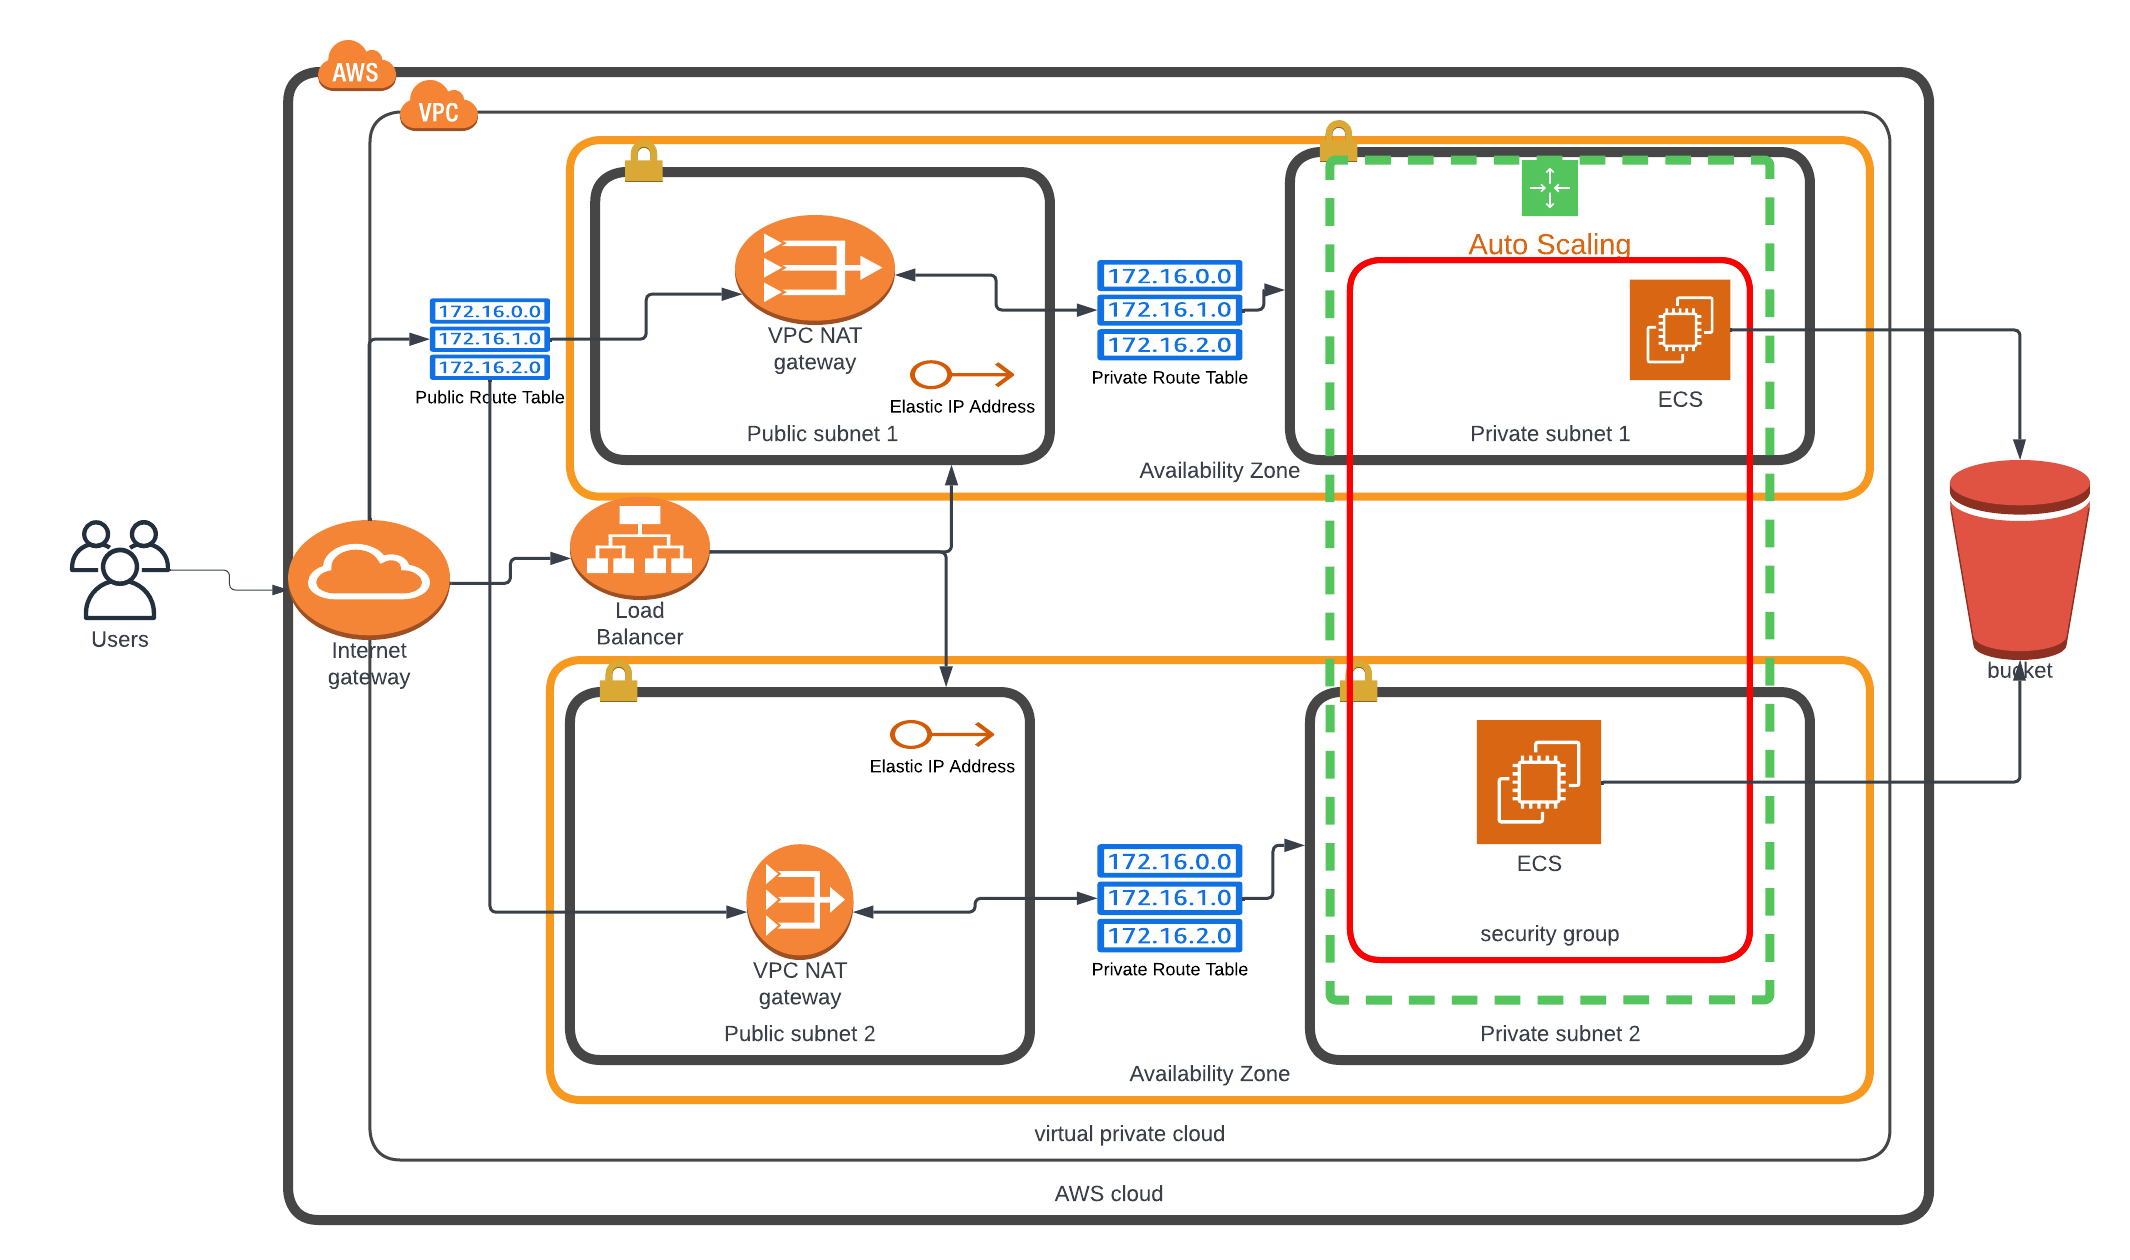 AWS
VPC
172.16.0.0
172.16.1.0
172.16.2.0
Public Route Table
VPC NAT
gateway
Elastic IP Address
Public subnet 1
172.16.0.0
172.16.1.0
172.16.2.0
Private Route Table
Auto Scaling
ECS
Private subnet 1
Availability Zone
Users
Internet
gateway
Load
Balancer
bucket
Elastic IP Address
VPC NAT
gateway
Public subnet 2
172.16.0.0
172.16.1.0
172.16.2.0
Private Route Table
ECS
security group
Private subnet 2
Availability Zone
virtual private cloud
AWS cloud